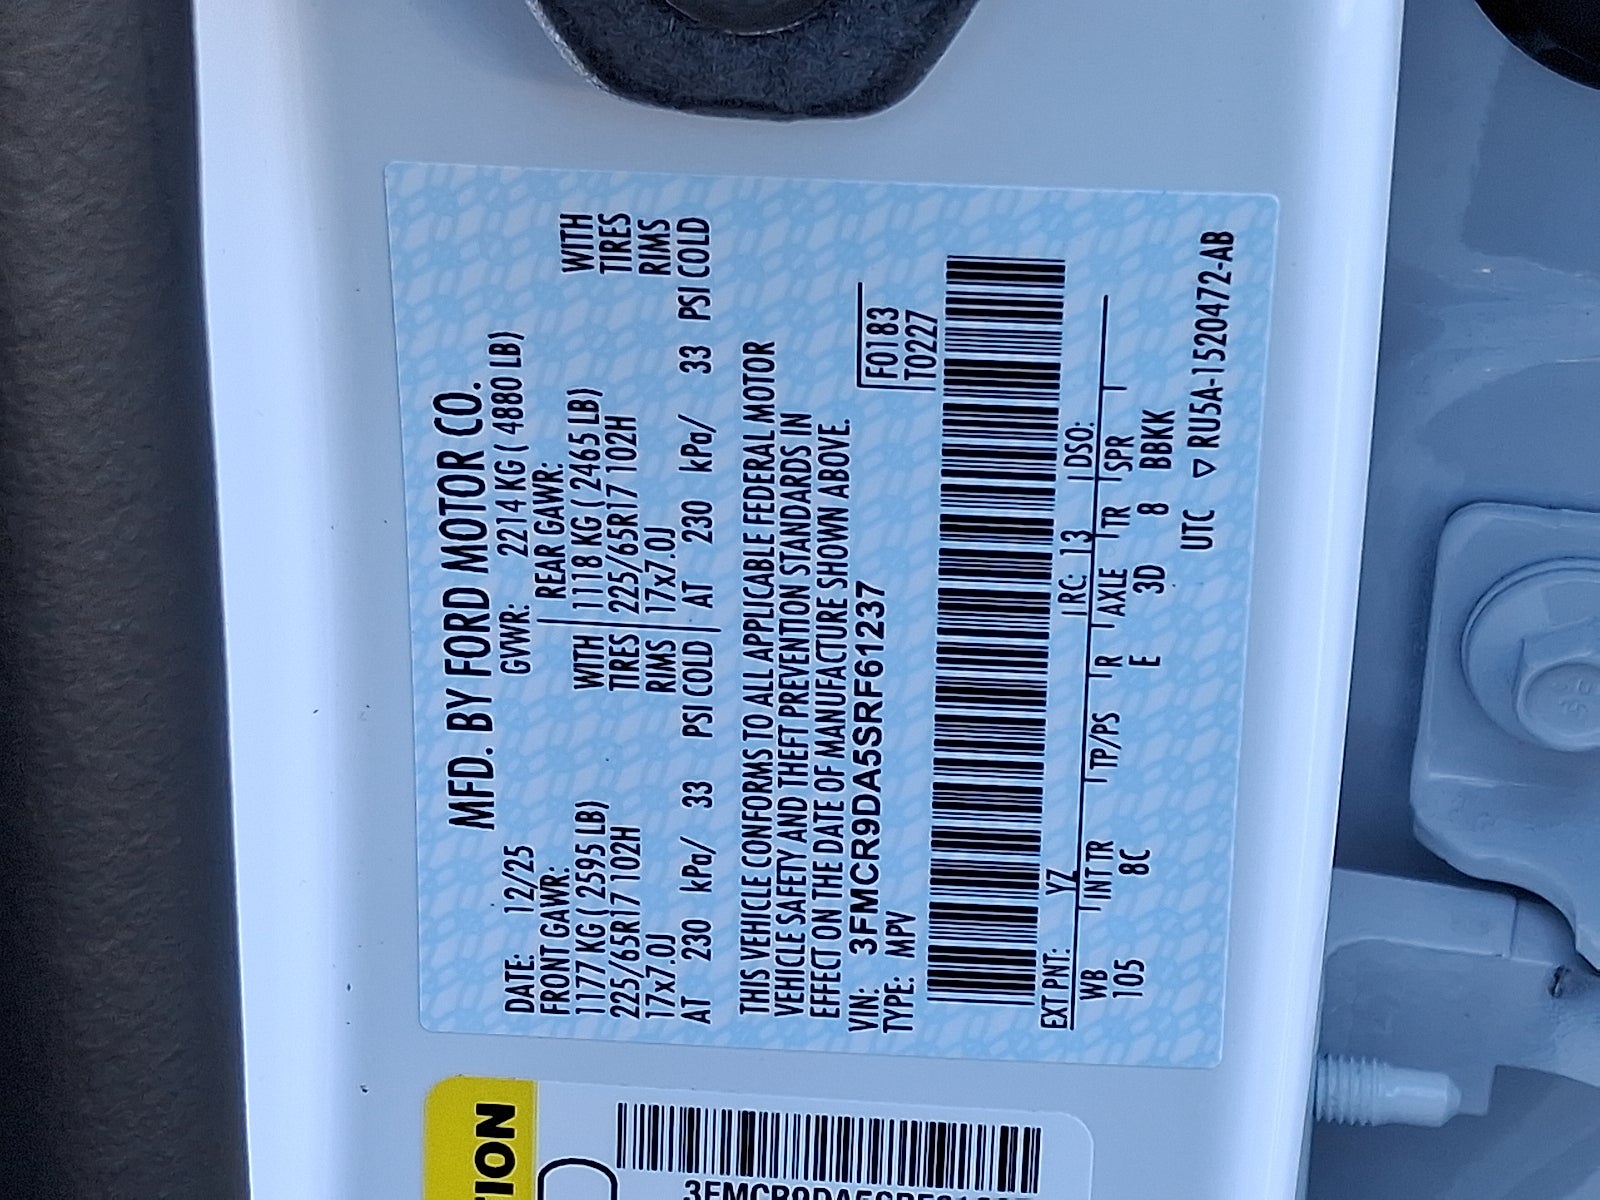 MFD. BY FORD MOTOR CO.
DATE: 12/25 GVWR: 2214 KG ( 4880 LB)
FRONT GAWR: REAR GAWR:
1177 KG ( 2595 LB) WITH 1118 KG ( 2465 LB) WITH
225/65R17 102H TIRES 225/65R17 102H TIRES
17x7.0J RIMS 17x7.0J RIMS
AT 230 kPa/ 33 PSI COLD AT 230 kPa/ 33 PSI COLD
THIS VEHICLE CONFORMS TO ALL APPLICABLE FEDERAL MOTOR
VEHICLE SAFETY AND THEFT PREVENTION STANDARDS IN
EFFECT ON THE DATE OF MANUFACTURE SHOWN ABOVE.
VIN: 3FMCR9DA5SRF61237 F0183
TYPE: MPV T0227
EXT PNT: YZ RC: 13 DSO:
WB INT TR TP/PS R AXLE TR SPR
105 8C E 3D 8 BBKK
UTC ▽ RU5A-1520472-AB